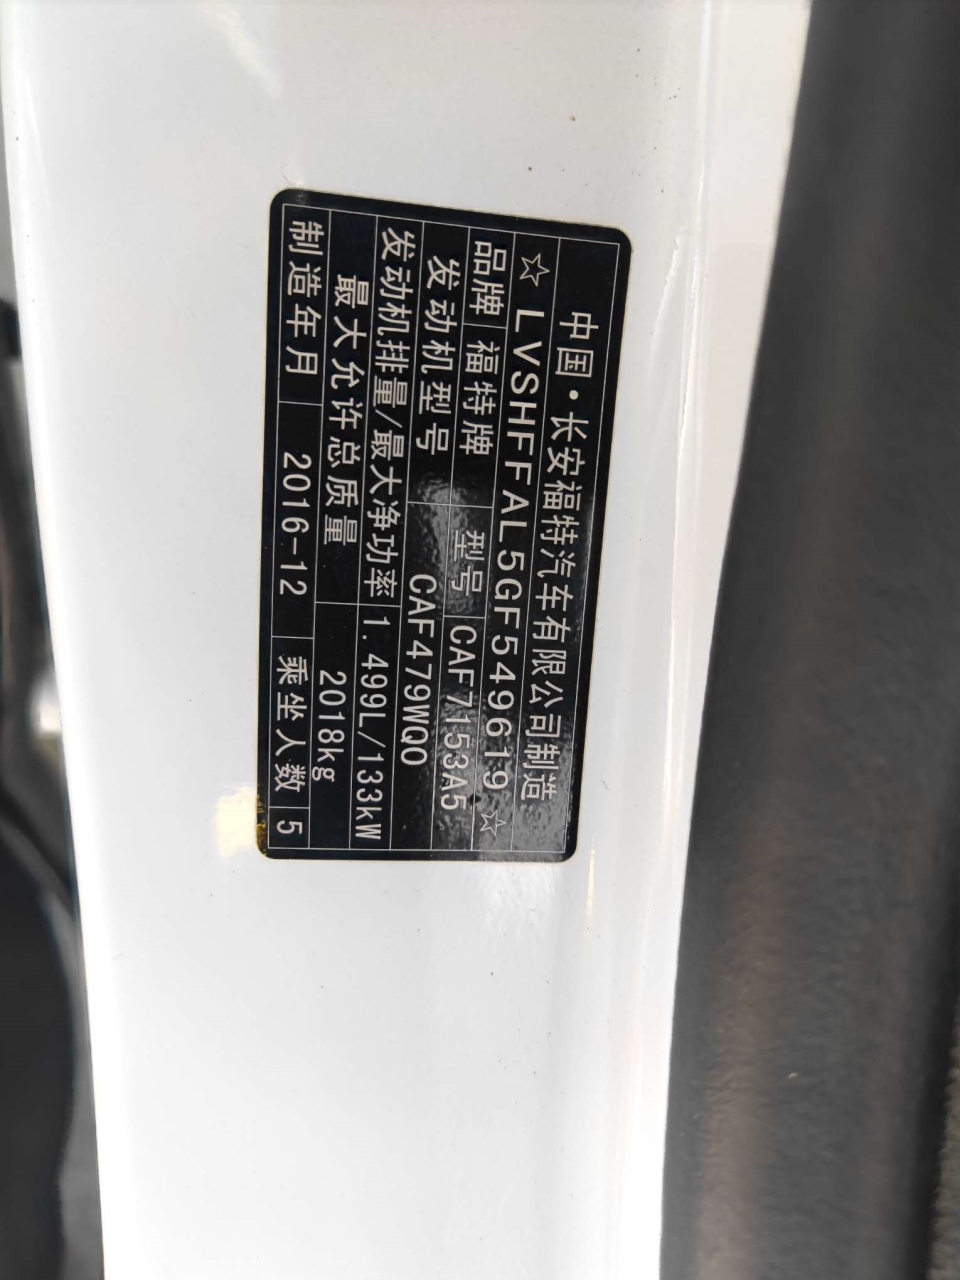 中国·长安福特汽车有限公司制造
☆ LVSHFFAL5GF549619 ☆
品牌 福特牌 型号 CAF7153A5
发动机型号 CAF479WQ0
发动机排量/最大净功率 1.499L/133kW
最大允许总质量 2018kg
制造年月 2016-12 乘坐人数 5